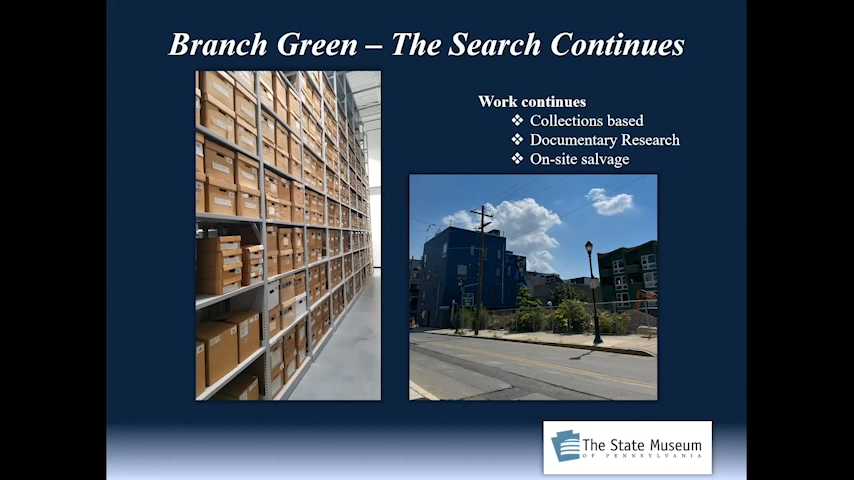 Branch Green – The Search Continues
Work continues
❖ Collections based
❖ Documentary Research
❖ On-site salvage
The State Museum
OF PENNSYLVANIA